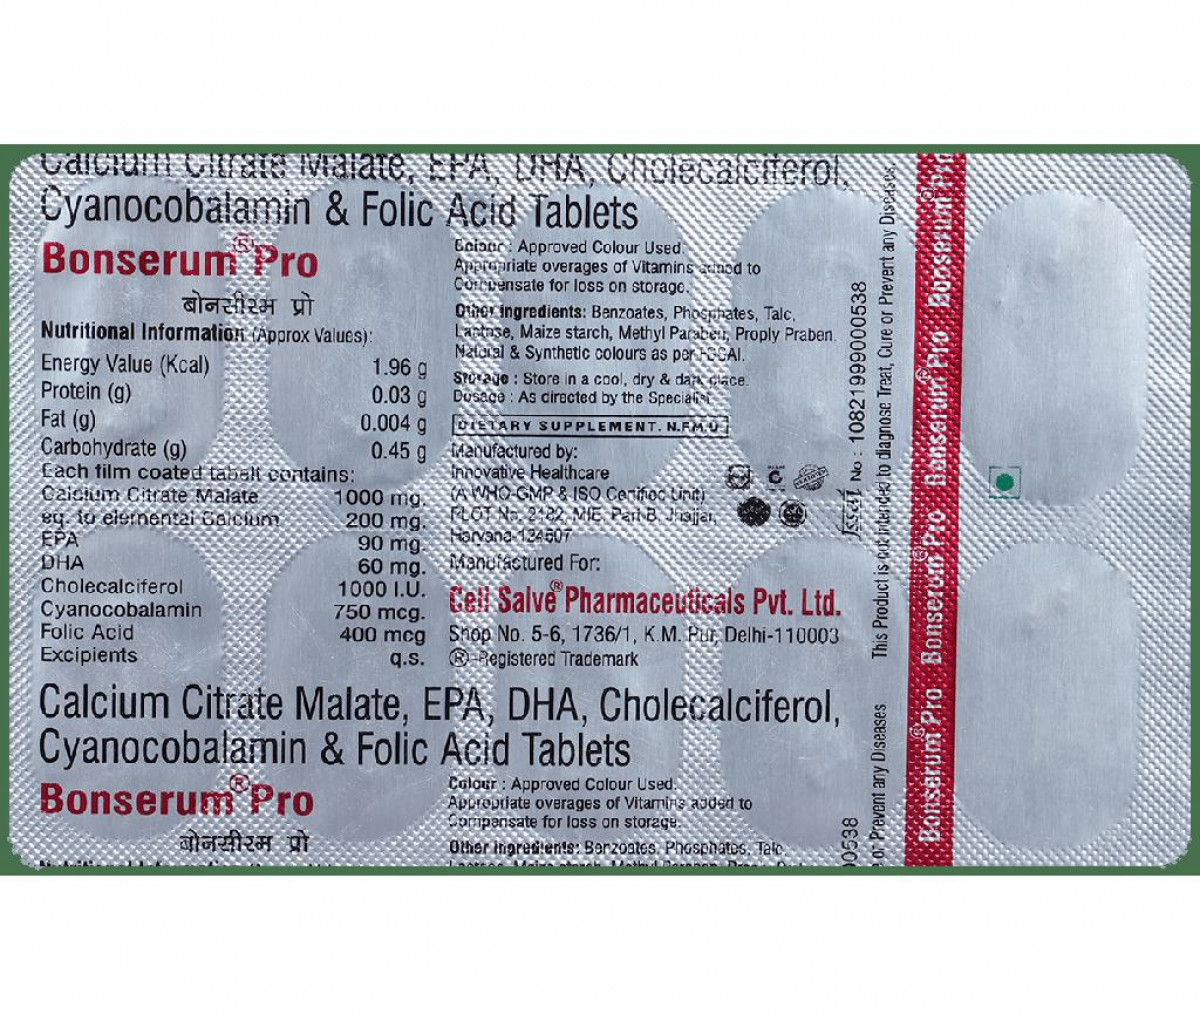 Calcium Citrate Malate, EPA, DHA, Cholecalciferol,
Cyanocobalamin & Folic Acid Tablets
Bonserum® Pro
बोनसीरम प्रो
Nutritional Information (Approx Values):
Energy Value (Kcal) 1.96 g
Protein (g) 0.03 g
Fat (g) 0.004 g
Carbohydrate (g) 0.45 g
Each film coated tabelt contains:
Calcium Citrate Malate 1000 mg.
eq. to elemental Calcium 200 mg.
EPA 90 mg.
DHA 60 mg.
Cholecalciferol 1000 I.U.
Cyanocobalamin 750 mcg.
Folic Acid 400 mcg
Excipients q.s.
Colour : Approved Colour Used.
Appropriate overages of Vitamins added to
Compensate for loss on storage.
Other ingredients: Benzoates, Phosphates, Talc,
Lactose, Maize starch, Methyl Paraben, Proply Praben.
Natural & Synthetic colours as per FSSAI.
Storage : Store in a cool, dry & dark place.
Dosage : As directed by the Specialist
DIETARY SUPPLEMENT. N.F.M.U
Manufactured by:
Innovative Healthcare
(A WHO-GMP & ISO Certified Unit)
PLOT No. 2182, MIE, Part-B, Jhajjar,
Haryana-124507
Manufactured For:
Cell Salve® Pharmaceuticals Pvt. Ltd.
Shop No. 5-6, 1736/1, K.M. Pur, Delhi-110003
®-Registered Trademark
fssai No : 10821999000538
This Product is not intended to diagnose Treat, Cure or Prevent any Diseases.
Bonserum® Pro Bonserum® Pro Bonserum® Pro Bonserum® Pro
Calcium Citrate Malate, EPA, DHA, Cholecalciferol,
Cyanocobalamin & Folic Acid Tablets
Bonserum® Pro
बोनसीरम प्रो
Colour : Approved Colour Used.
Appropriate overages of Vitamins added to
Compensate for loss on storage.
Other ingredients: Benzoates, Phosphates, Talc,
Lactose, Maize starch, Methyl Paraben,
00538
e or Prevent any Diseases